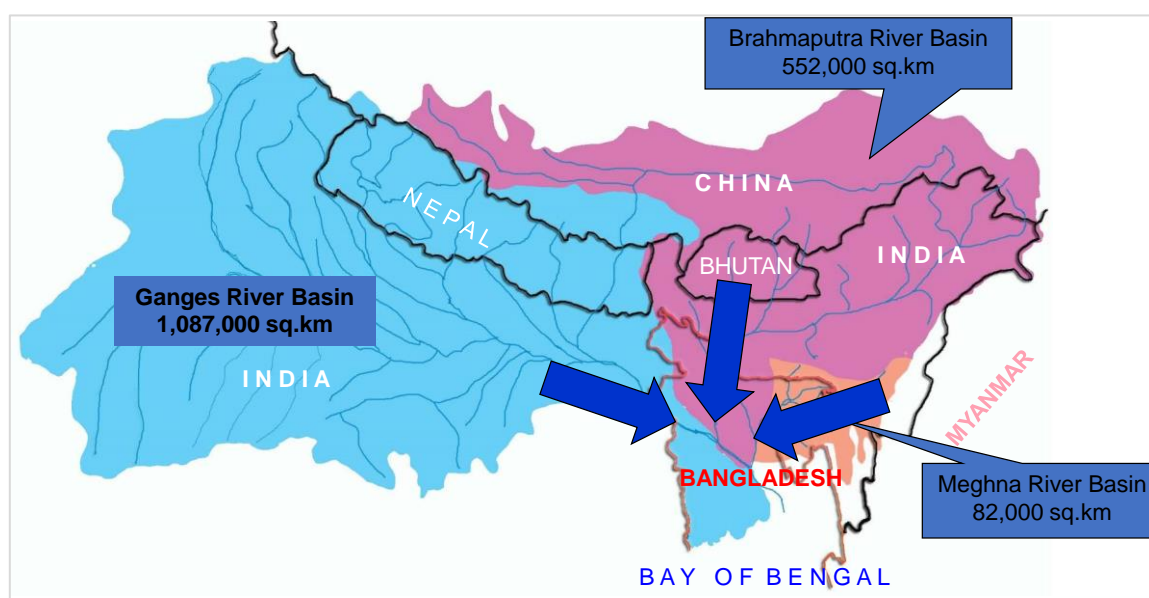 Brahmaputra River Basin
552,000 sq.km
CHINA
NEPAL
INDIA
BHUTAN
Ganges River Basin
1,087,000 sq.km
INDIA
MYANMAR
BANGLADESH
Meghna River Basin
82,000 sq.km
BAY OF BENGAL